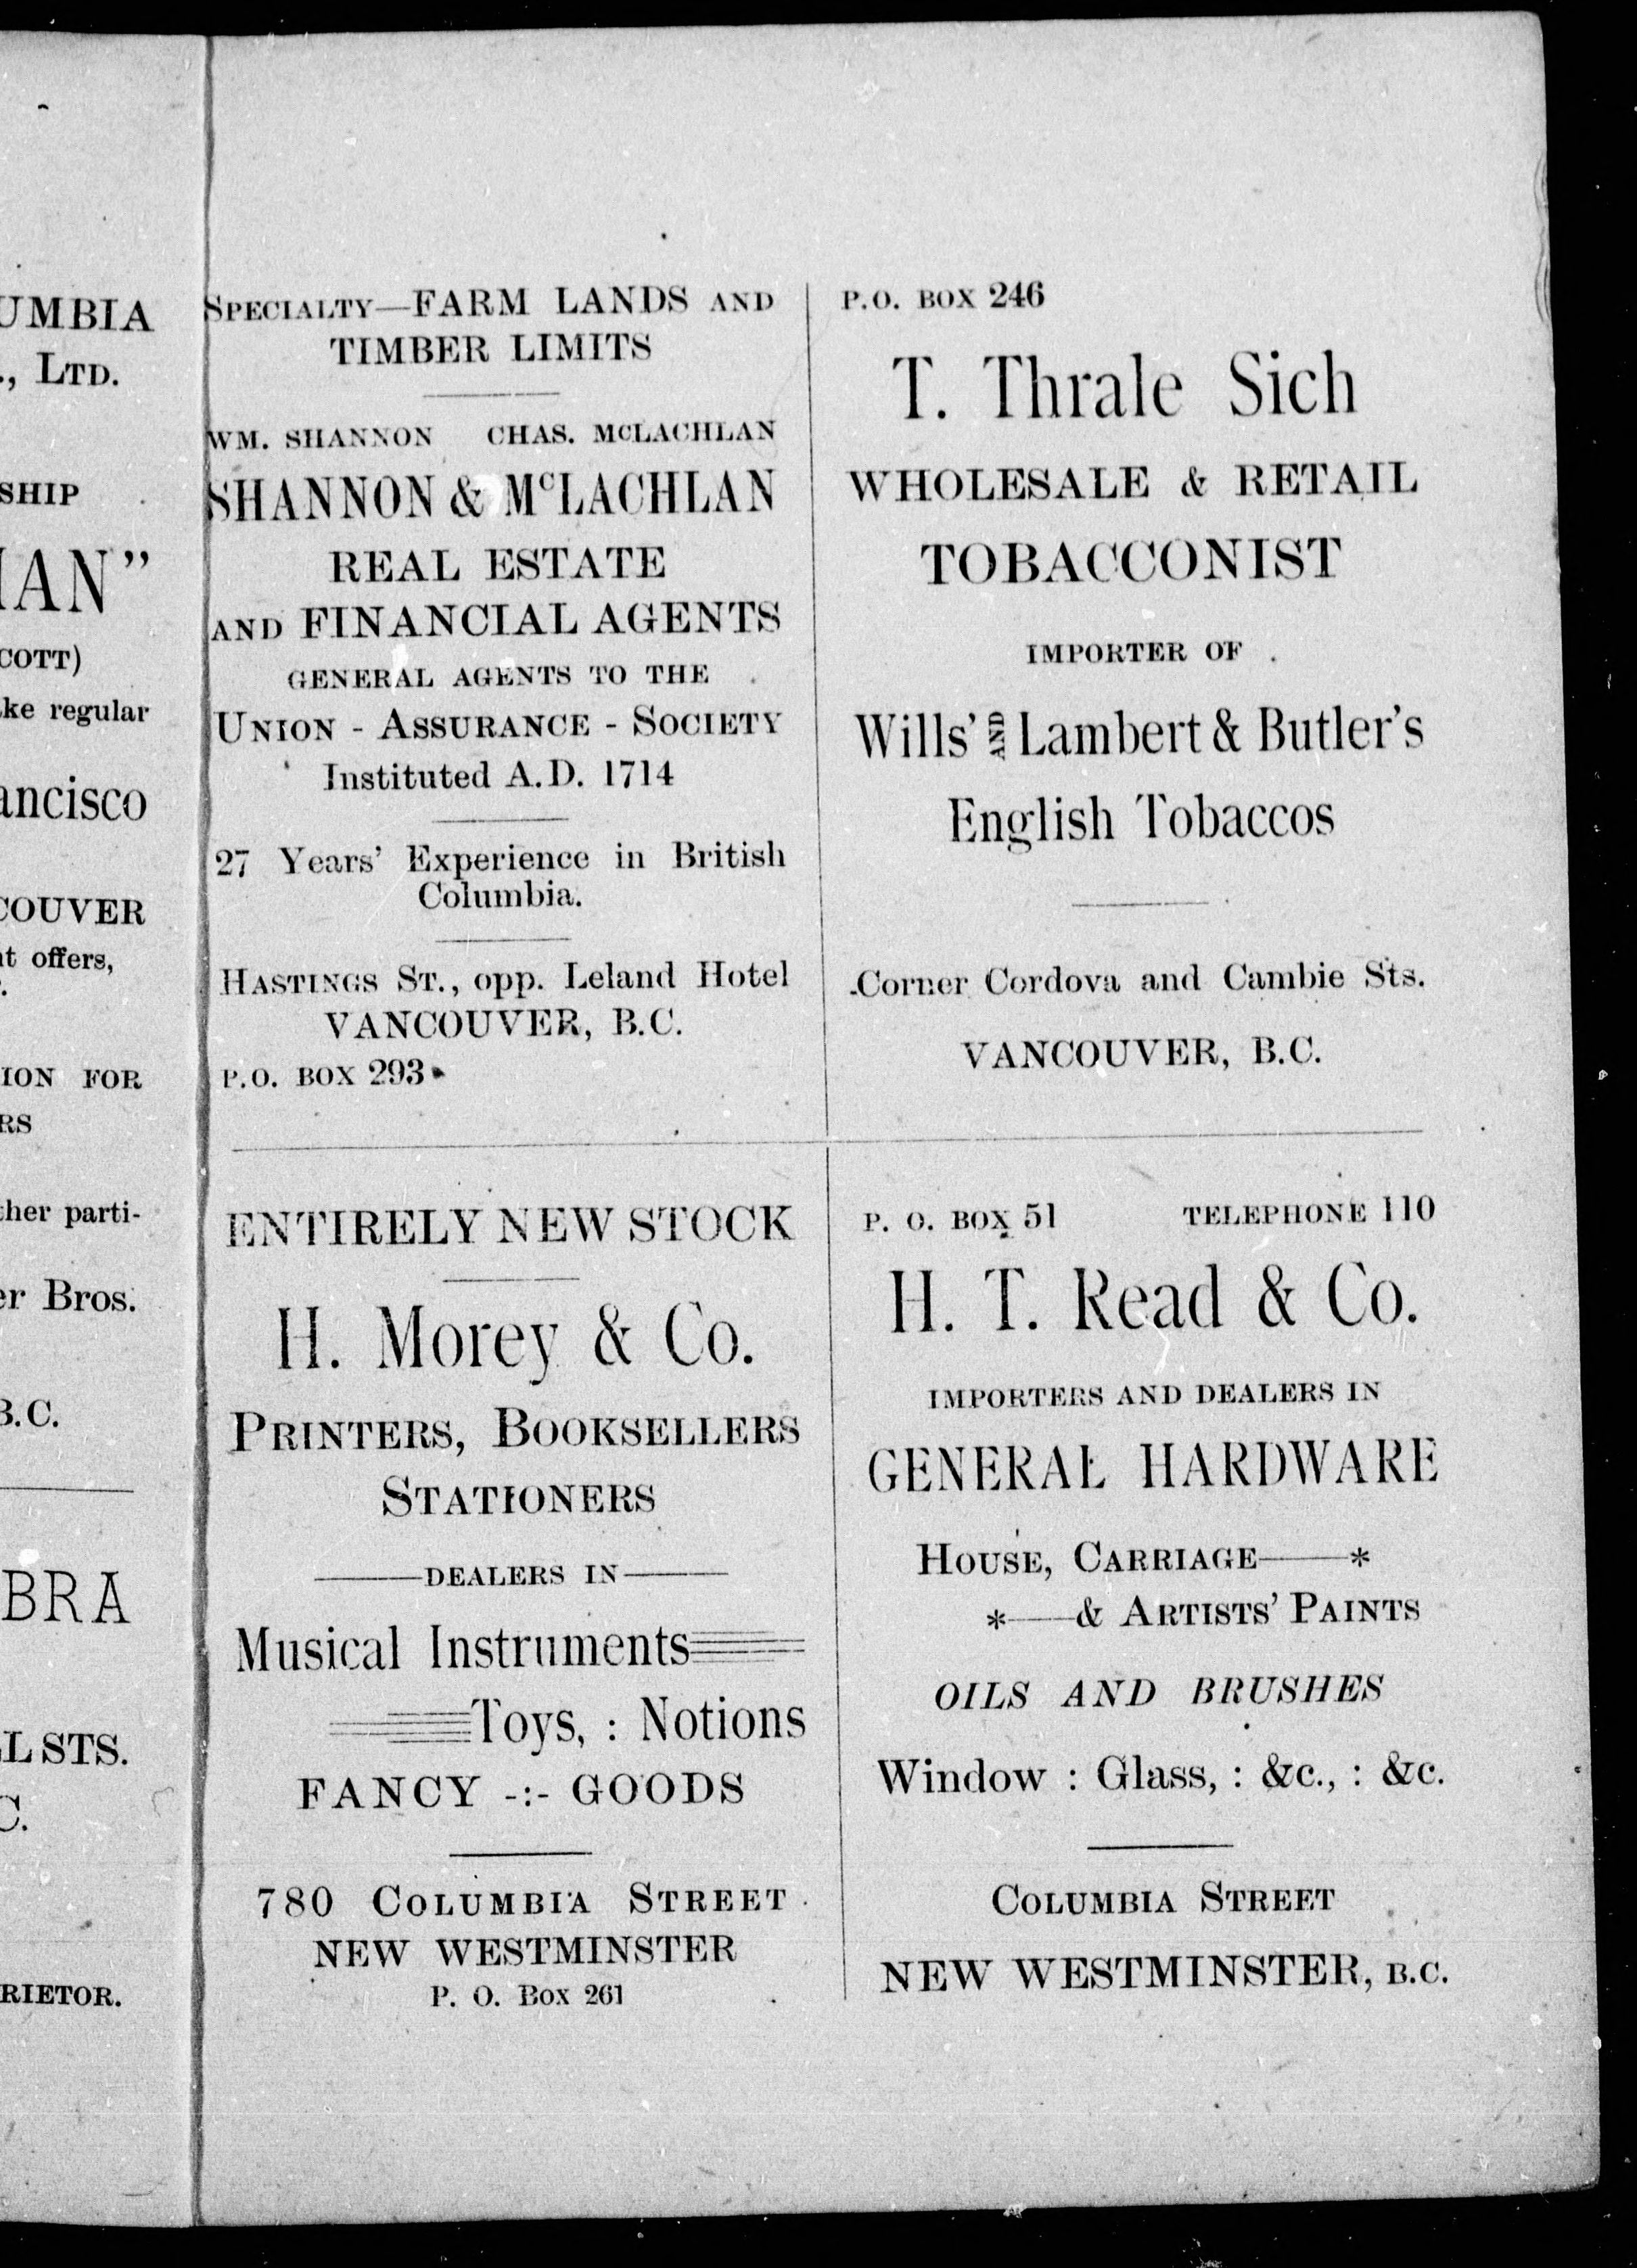 UMBIA
., LTD.
SHIP
IAN”
COTT)
ke regular
ancisco
COUVER
t offers,
ION FOR
RS
her parti-
er Bros.
B.C.
BRA
L STS.
C.
RIETOR.
SPECIALTY—FARM LANDS AND
TIMBER LIMITS
WM. SHANNON CHAS. McLACHLAN
SHANNON & McLACHLAN
REAL ESTATE
AND FINANCIAL AGENTS
GENERAL AGENTS TO THE
UNION - ASSURANCE - SOCIETY
Instituted A.D. 1714
27 Years’ Experience in British
Columbia.
HASTINGS ST., opp. Leland Hotel
VANCOUVER, B.C.
P.O. BOX 293
P.O. BOX 246
T. Thrale Sich
WHOLESALE & RETAIL
TOBACCONIST
IMPORTER OF
Wills’ AND Lambert & Butler’s
English Tobaccos
Corner Cordova and Cambie Sts.
VANCOUVER, B.C.
ENTIRELY NEW STOCK
H. Morey & Co.
PRINTERS, BOOKSELLERS
STATIONERS
——DEALERS IN——
Musical Instruments
Toys, : Notions
FANCY -:- GOODS
780 COLUMBIA STREET
NEW WESTMINSTER
P. O. Box 261
P. O. BOX 51 TELEPHONE 110
H. T. Read & Co.
IMPORTERS AND DEALERS IN
GENERAL HARDWARE
HOUSE, CARRIAGE——*
*——& ARTISTS’ PAINTS
OILS AND BRUSHES
Window : Glass, : &c., : &c.
COLUMBIA STREET
NEW WESTMINSTER, B.C.